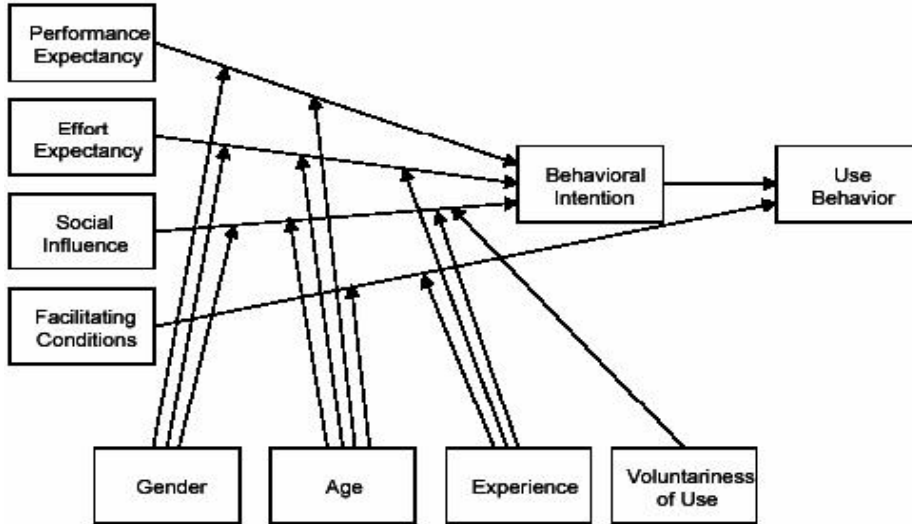 Performance
Expectancy
Effort
Expectancy
Social
Influence
Facilitating
Conditions
Behavioral
Intention
Use
Behavior
Gender
Age
Experience
Voluntariness
of Use